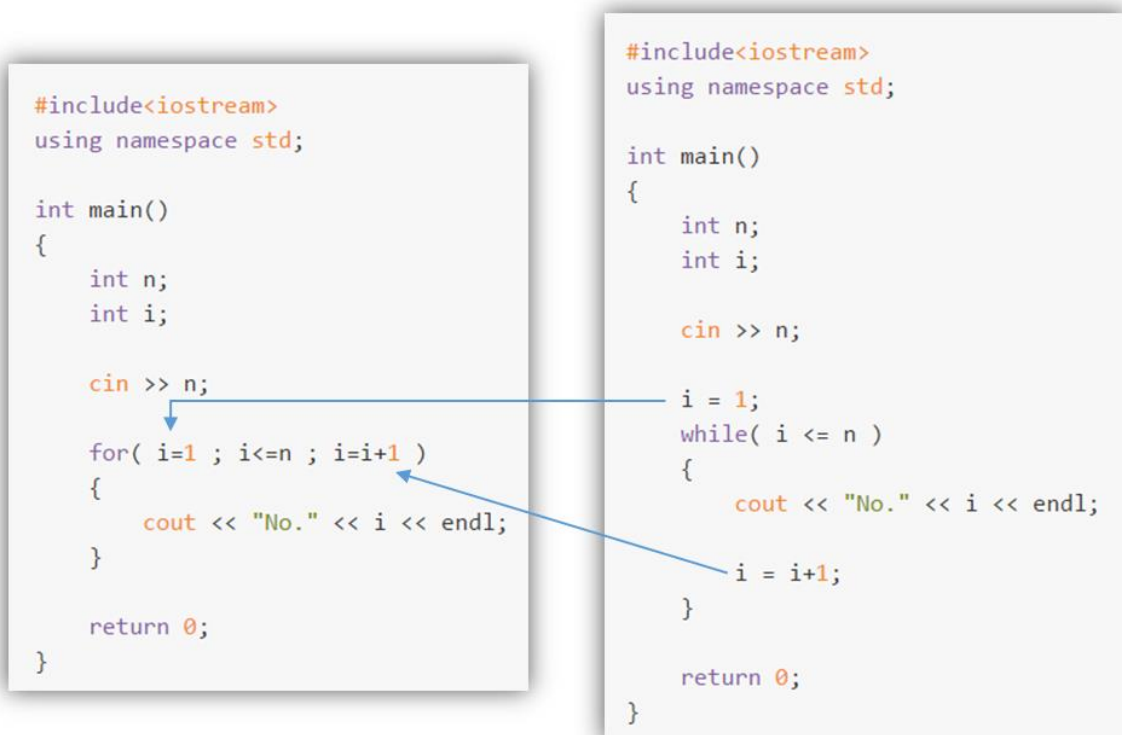 #include<iostream>
using namespace std;
int main()
{
int n;
int i;
cin >> n;
for( i=1 ; i<=n ; i=i+1 )
{
cout << "No." << i << endl;
}
return 0;
}
#include<iostream>
using namespace std;
int main()
{
int n;
int i;
cin >> n;
i = 1;
while( i <= n )
{
cout << "No." << i << endl;
i = i+1;
}
return 0;
}